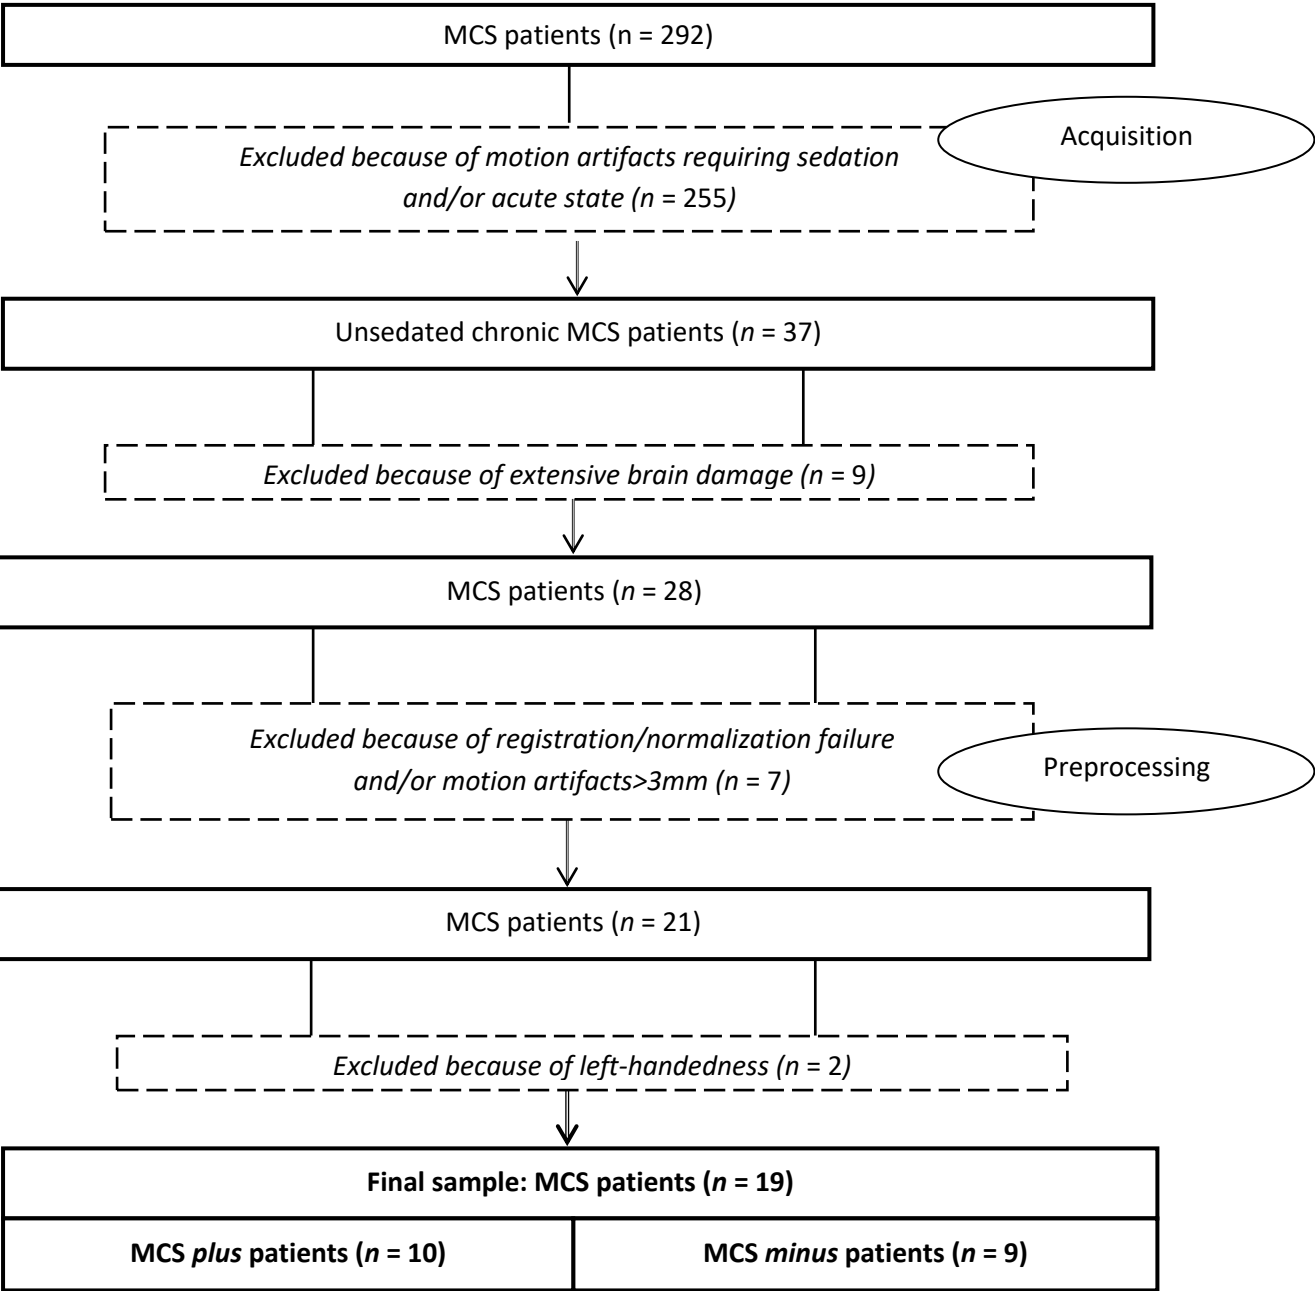 MCS patients (n = 292)
Acquisition
Excluded because of motion artifacts requiring sedation
and/or acute state (n = 255)
Unsedated chronic MCS patients (n = 37)
Excluded because of extensive brain damage (n = 9)
MCS patients (n = 28)
Excluded because of registration/normalization failure
and/or motion artifacts>3mm (n = 7)
Preprocessing
MCS patients (n = 21)
Excluded because of left-handedness (n = 2)
Final sample: MCS patients (n = 19)
MCS plus patients (n = 10)
MCS minus patients (n = 9)